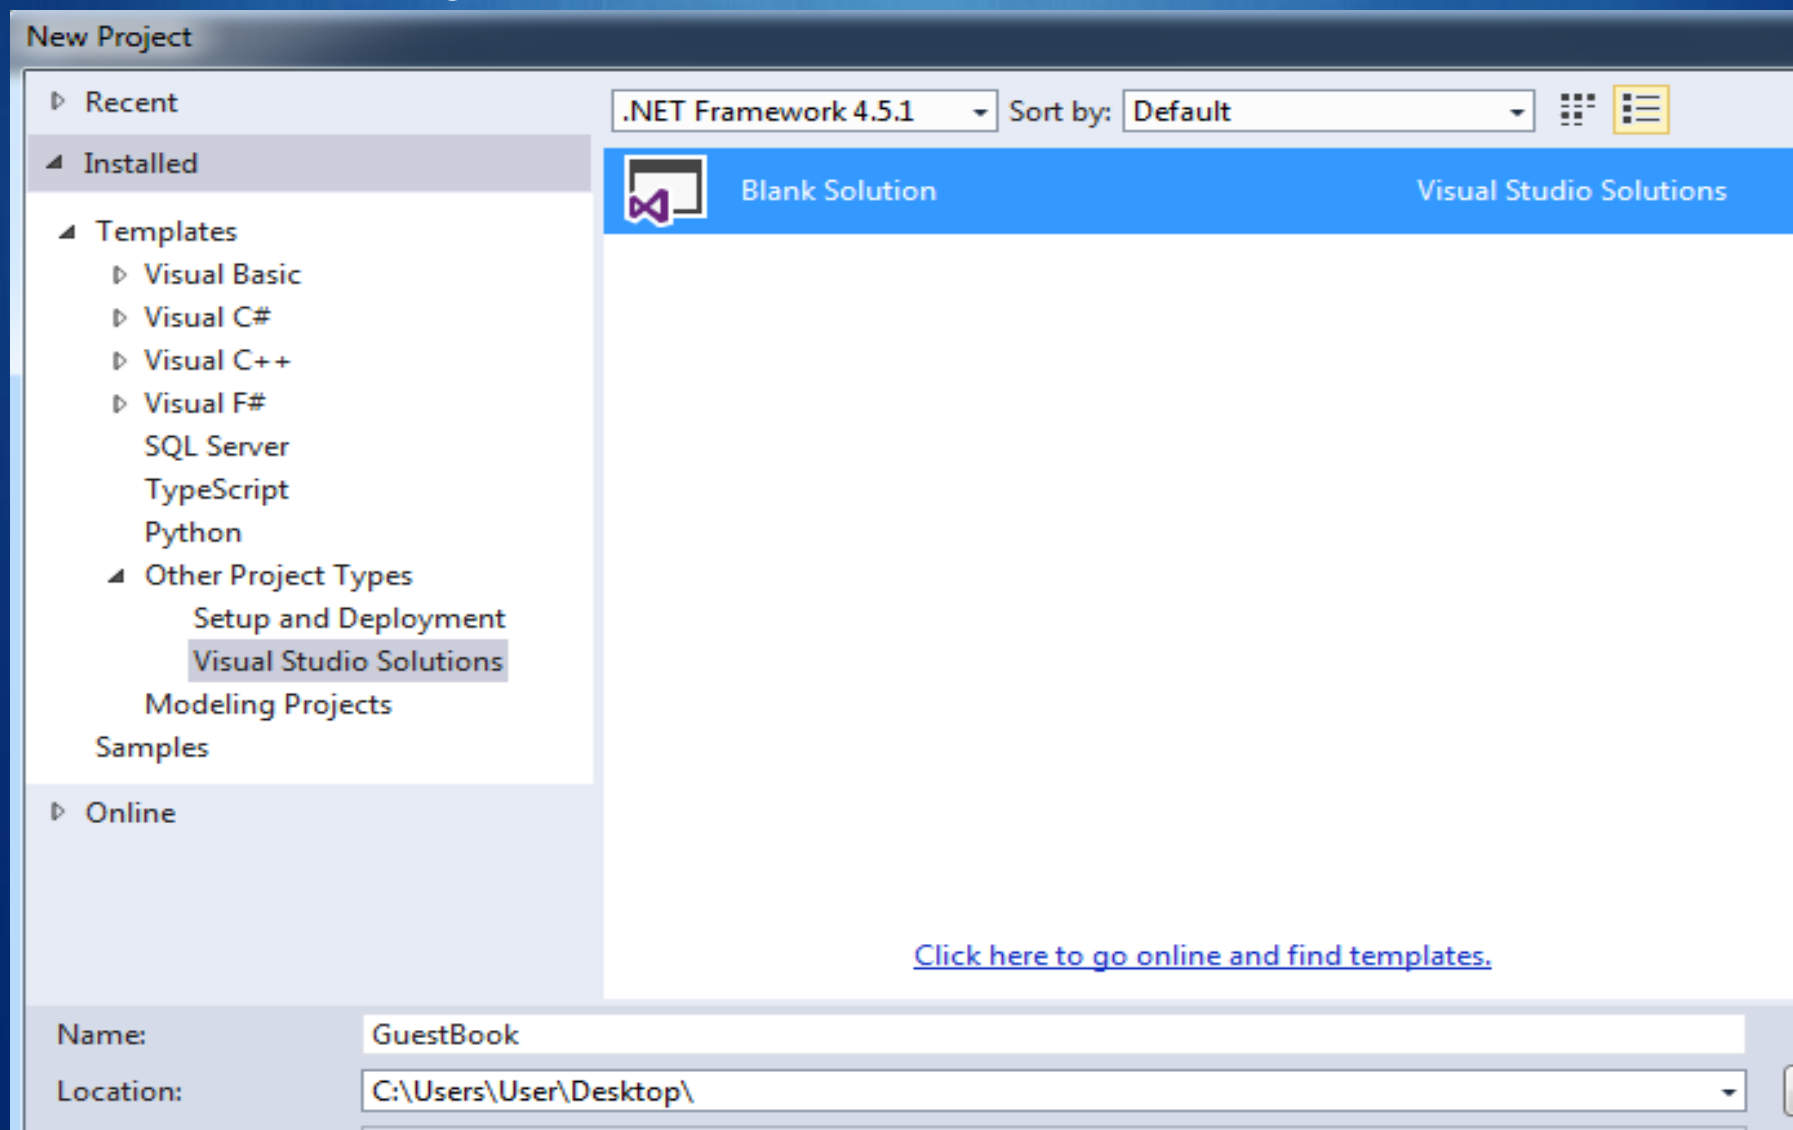 New Project
Recent
Installed
Templates
Visual Basic
Visual C#
Visual C++
Visual F#
SQL Server
TypeScript
Python
Other Project Types
Setup and Deployment
Visual Studio Solutions
Modeling Projects
Samples
Online
.NET Framework 4.5.1 Sort by: Default
Blank Solution Visual Studio Solutions
Click here to go online and find templates.
Name: GuestBook
Location: C:\Users\User\Desktop\